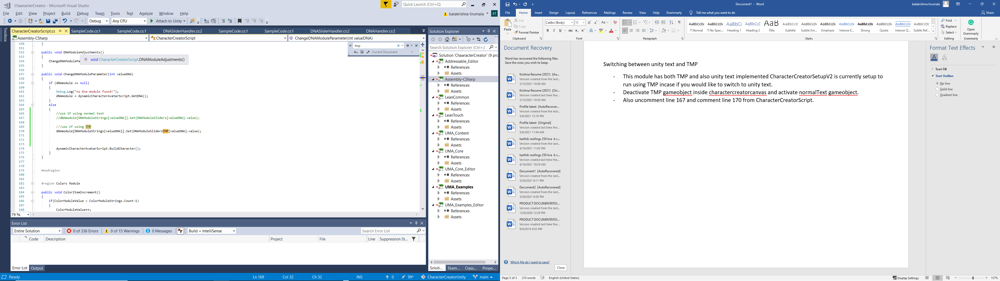 ChaaracterCreator - Microsoft Visual Studio
Quick Launch (Ctrl+Q)
File Edit View Project Build Debug Team Tools Test Analyze Window Help
balakrishna tirumala BT
Debug Any CPU Attach to Unity
Toolbox
CharacterCreatorScript.cs SampleCode.cs:1 SampleCode.cs:1 DNASliderHandler.cs:2 SampleCode.cs:1 SampleCode.cs:1 DNASliderHandler.cs:2 DNAHandler.cs:2
Assembly-CSharp CharacterCreatorScript ChangeDNAModuleParameter(int valueDNA)
tmp
Aa Current Document
150 }
151
152 public void DNAModuleAdjustments()
153 {
void CharacterCreatorScript.DNAModuleAdjustments()
154 ChangeDNAModulePa
155 }
156
157 public void ChangeDNAModuleParameter(int valueDNA)
158 {
159 if (dNAmodule == null)
160 {
161 Debug.Log("no Dna module found!");
162 dNAmodule = dynamicCharacterAvatarScript.GetDNA();
163 }
164 else
165 {
166 //use if using normal text
167 //dNAmodule[DNAModuleStrings[valueDNA]].Set(DNAModuleSliders[valueDNA].value);
168
169 ///use if using TMP
170 dNAmodule[DNAModuleStrings[valueDNA]].Set(DNAModuleSlidersTMP[valueDNA].value);
171
172
173
174 dynamicCharacterAvatarScript.BuildCharacter();
175 }
176 }
177
178
179 #endregion
180
181
182 #region Colors Module
183
184 public void ColorItemIncrement()
185 {
186 if(ColorModuleValue < ColorModuleStrings.Count-1)
187 {
188 ColorModuleValue++;
79 %
Solution Explorer
Search Solution Explorer (Ctrl+;)
Solution 'ChaaracterCreator' (9 prc
Addressable_Editor
References
Assets
Assembly-CSharp
References
Assets
LeanCommon
References
Assets
LeanTouch
References
Assets
UMA_Content
References
Assets
UMA_Core
References
Assets
UMA_Core_Editor
References
Assets
UMA_Examples
References
Assets
UMA_Examples_Editor
References
Assets
Soluti... Team... Class... Prope...
Error List
Entire Solution 0 of 336 Errors 0 of 15 Warnings 0 Messages Build + IntelliSense Search Error List
Code Description Project File Line Suppression St...
Error List Output
Ready Ln 169 Col 32 Ch 32 INS 0 99* CharacterCreatorUnity main
Document1 - Word
balakrishna tirumala
File Home Insert Design Layout References Mailings Review View Help Grammarly Tell me what you want to do Share
Paste Cut
Copy
Format Painter
Clipboard
Calibri (Body) 11
Font
Paragraph
AaBbCcDc AaBbCcDc AaBbCc AaBbCcD AaB AaBbCcD AaBbCcDc AaBbCcDc AaBbCcDc AaBbCcDc AaBbCcDc AaBbCcDc AABBCCDC
¶ Normal ¶ No Spac... Heading 1 Heading 2 Title Subtitle Subtle Em... Emphasis Intense E... Strong Quote Intense Q... Subtle Ref...
Styles
Find
Replace
Select
Editing
Open Grammarly
Grammarly
Document Recovery
Word has recovered the following files.
Save the ones you wish to keep.
Krishna Resume (2021) [Au...
Version created from the last...
3/15/2021 10:58 AM
Krishna Resume (2021) [Ori...
Version created last time the...
3/15/2021 10:30 AM
Profile latest [AutoRecover...
Version created from the last...
5/6/2021 12:10 PM
Profile latest [Original]
Version created last time the...
5/6/2021 11:44 AM
karthik roofings 250 kva b c...
Version created from the last...
4/16/2021 11:03 PM
karthik roofings 250 kva b c...
Version created last time the...
4/16/2021 10:29 AM
Document1 [AutoRecovered]
Version created from the last...
3/26/2021 8:11 PM
Document2 [AutoRecovered]
Version created from the last...
3/26/2021 8:36 PM
PRODUCT DOCUMENTATIO...
Version created from the last...
12/8/2020 12:29 PM
PRODUCT DOCUMENTATIO...
Version created last time the...
9/4/2019 4:52 PM
Which file do I want to save?
Close
Switching between unity text and TMP
- This module has both TMP and also unity text implemented CharacterCreatorSetupV2 is currently setup to
run using TMP incase if you would like to switch to unity text.
- Deactivate TMP gameobject inside charactercreatorcanvas and activate normalText gameobject.
- Also uncomment line 167 and comment line 170 from CharacterCreatorScript.
Format Text Effects
Text Fill
Text Outline
No line
Solid line
Gradient line
Page 3 of 3 274 words English (United States) Display Settings 157%